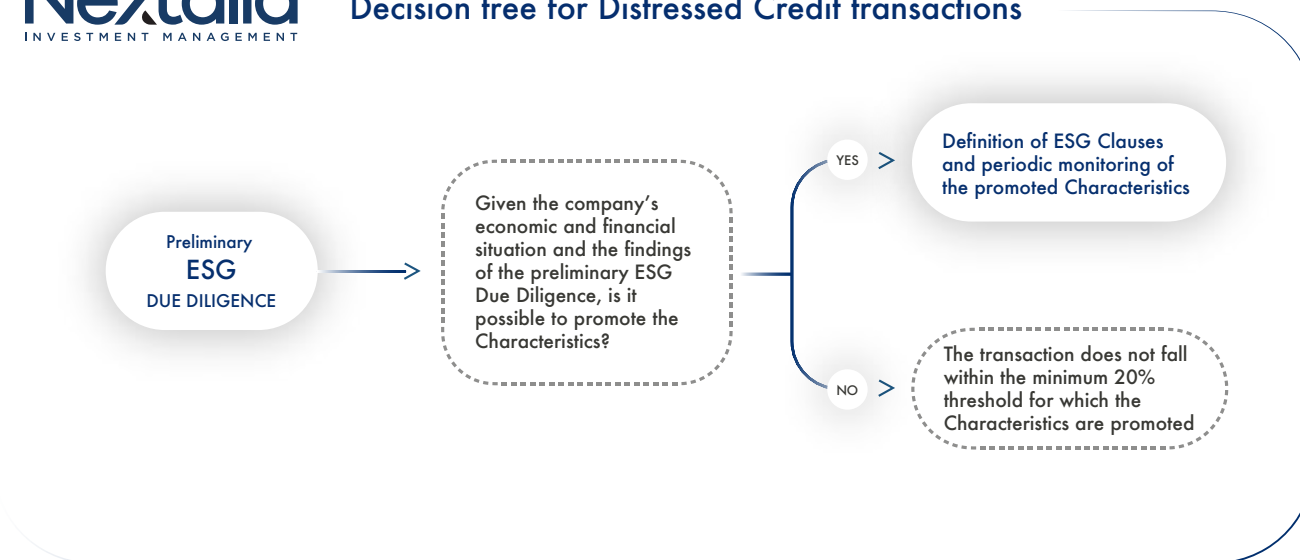 Nextalia
INVESTMENT MANAGEMENT
Decision tree for Distressed Credit transactions
Preliminary
ESG
DUE DILIGENCE
Given the company's
economic and financial
situation and the findings
of the preliminary ESG
Due Diligence, is it
possible to promote the
Characteristics?
YES
Definition of ESG Clauses
and periodic monitoring of
the promoted Characteristics
NO
The transaction does not fall
within the minimum 20%
threshold for which the
Characteristics are promoted